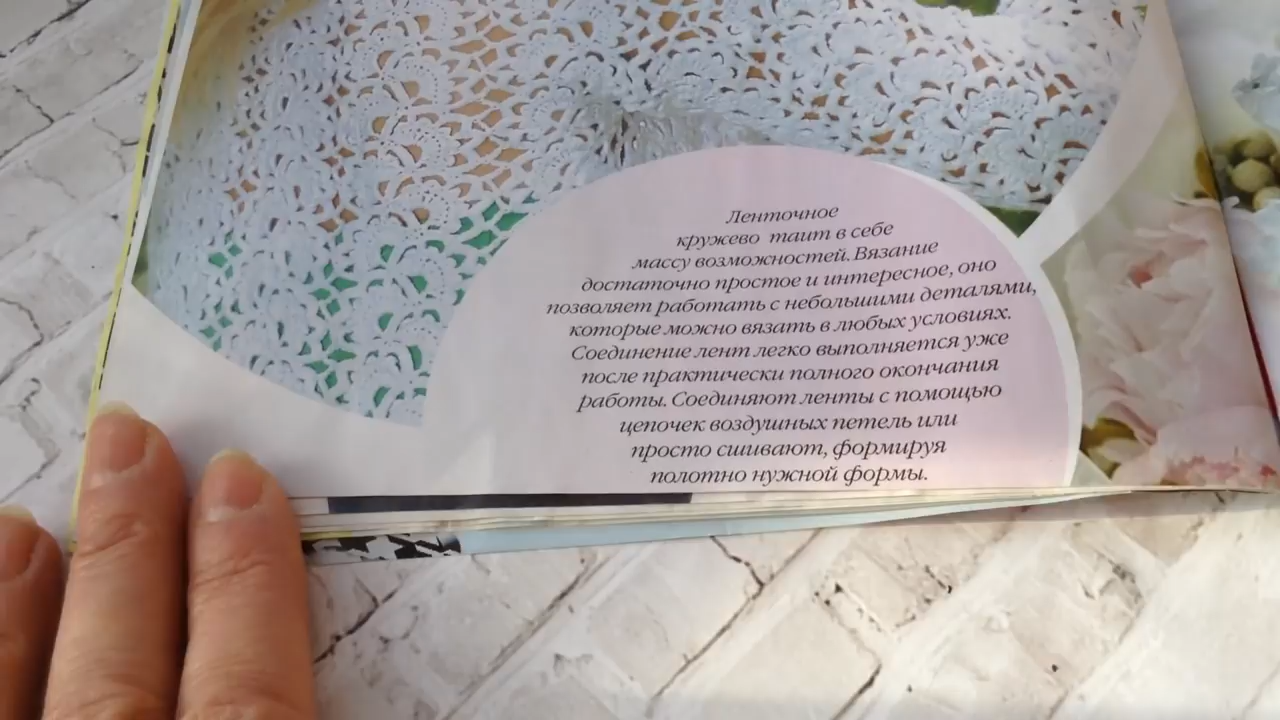 Ленточное
кружево таит в себе
массу возможностей. Вязание
достаточно простое и интересное, оно
позволяет работать с небольшими деталями,
которые можно вязать в любых условиях.
Соединение лент легко выполняется уже
после практически полного окончания
работы. Соединяют ленты с помощью
цепочек воздушных петель или
просто сшивают, формируя
полотно нужной формы.